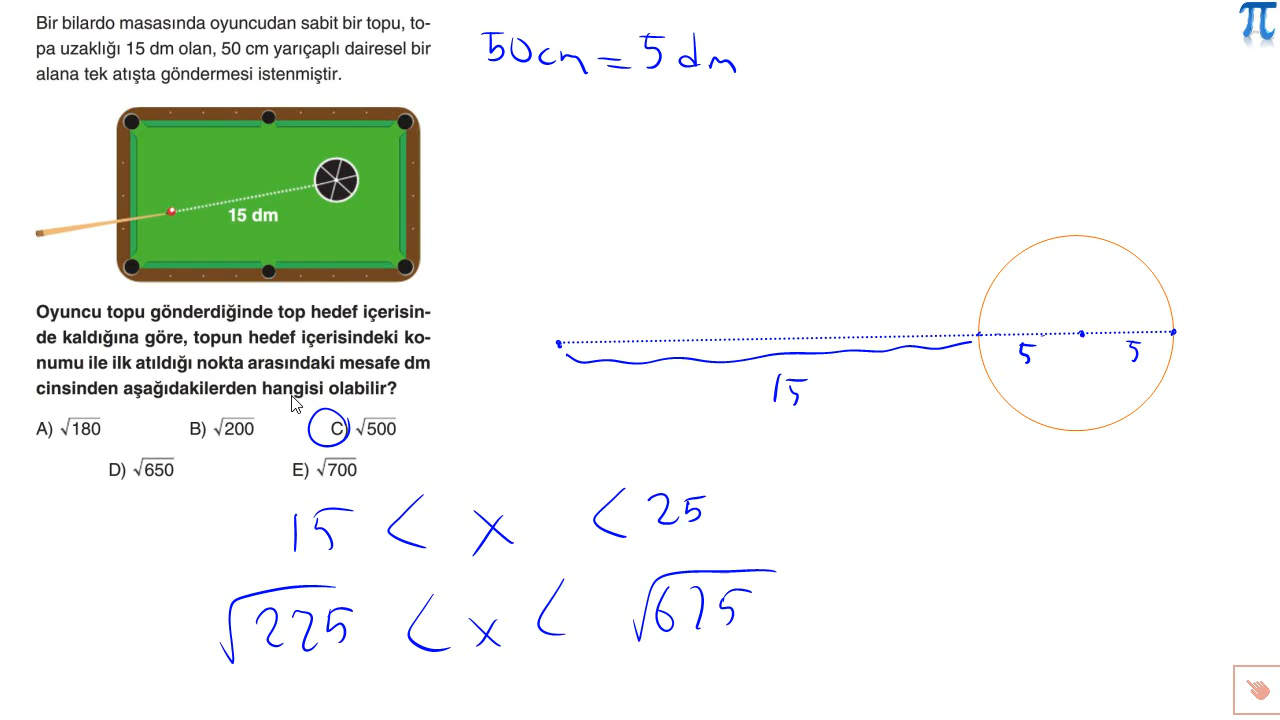 Bir bilardo masasında oyuncudan sabit bir topu, to-
pa uzaklığı 15 dm olan, 50 cm yarıçaplı dairesel bir
alana tek atışta göndermesi istenmiştir.
15 dm
Oyuncu topu gönderdiğinde top hedef içerisin-
de kaldığına göre, topun hedef içerisindeki ko-
numu ile ilk atıldığı nokta arasındaki mesafe dm
cinsinden aşağıdakilerden hangisi olabilir?
A) √180 B) √200 C) √500
D) √650 E) √700
50cm = 5 dm
5 5
15
15 < x < 25
√225 < x < √625
π